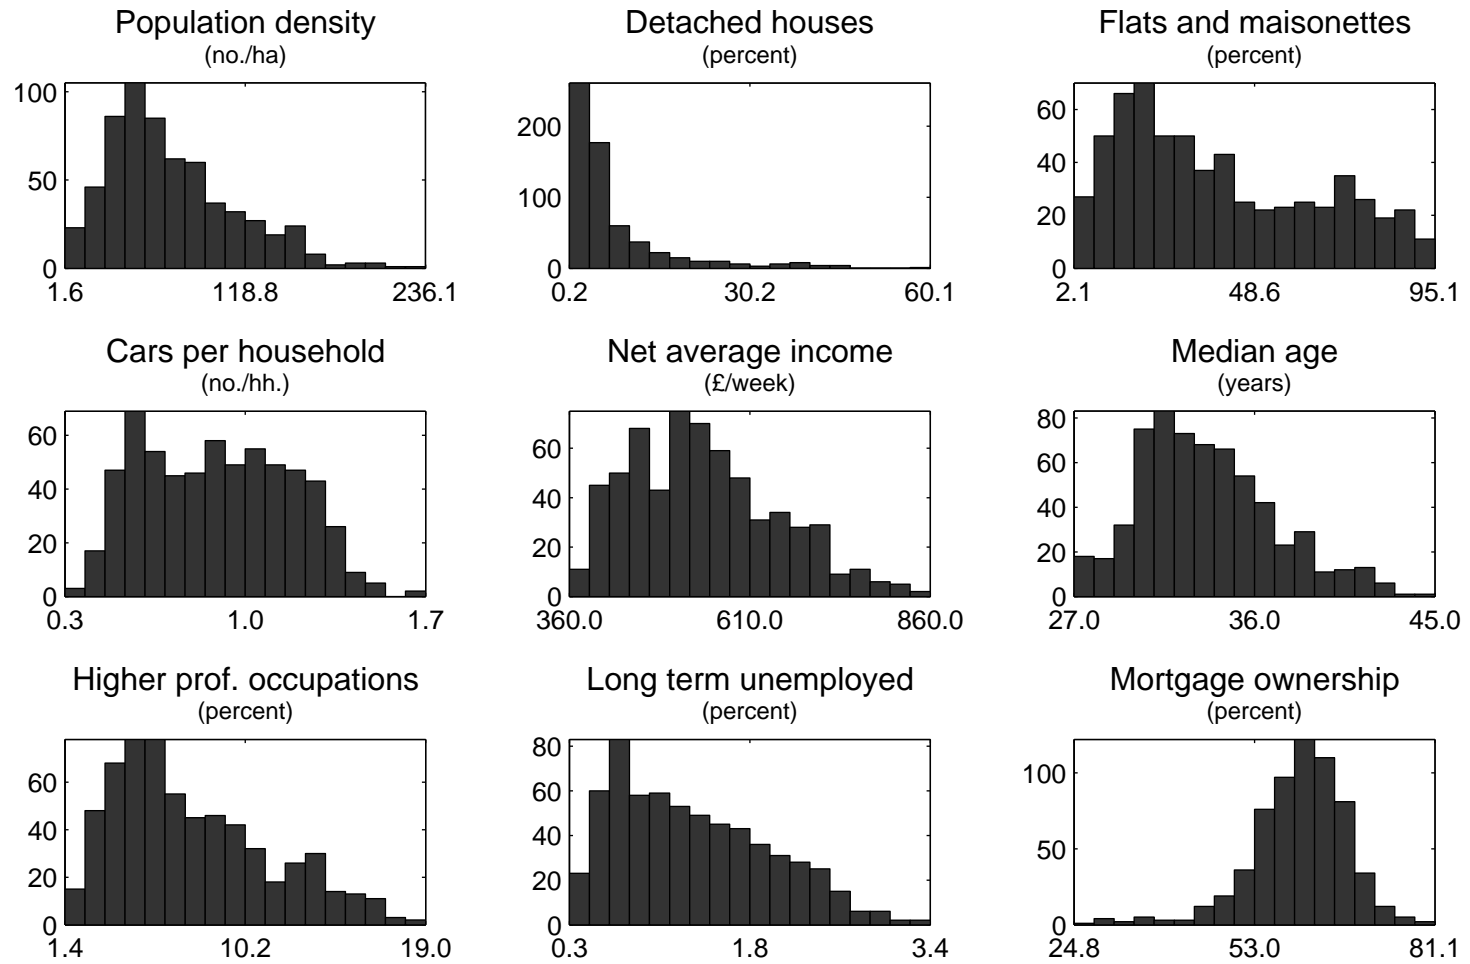 Population density
(no./ha)
100
50
0
1.6 118.8 236.1
Detached houses
(percent)
200
100
0
0.2 30.2 60.1
Flats and maisonettes
(percent)
60
40
20
0
2.1 48.6 95.1
Cars per household
(no./hh.)
60
40
20
0
0.3 1.0 1.7
Net average income
(£/week)
60
40
20
0
360.0 610.0 860.0
Median age
(years)
80
60
40
20
0
27.0 36.0 45.0
Higher prof. occupations
(percent)
60
40
20
0
1.4 10.2 19.0
Long term unemployed
(percent)
80
60
40
20
0
0.3 1.8 3.4
Mortgage ownership
(percent)
100
50
0
24.8 53.0 81.1